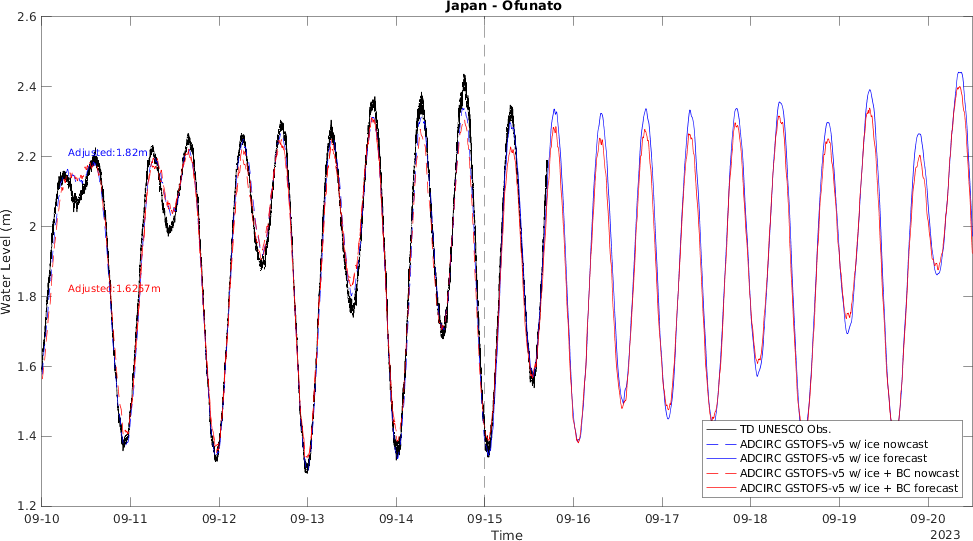 Japan - Ofunato
2.6
2.4
2.2
2
1.8
1.6
1.4
1.2
Water Level (m)
Adjusted:1.82m
Adjusted:1.6257m
TD UNESCO Obs.
ADCIRC GSTOFS-v5 w/ ice nowcast
ADCIRC GSTOFS-v5 w/ ice forecast
ADCIRC GSTOFS-v5 w/ ice + BC nowcast
ADCIRC GSTOFS-v5 w/ ice + BC forecast
09-10 09-11 09-12 09-13 09-14 09-15 09-16 09-17 09-18 09-19 09-20
Time
2023